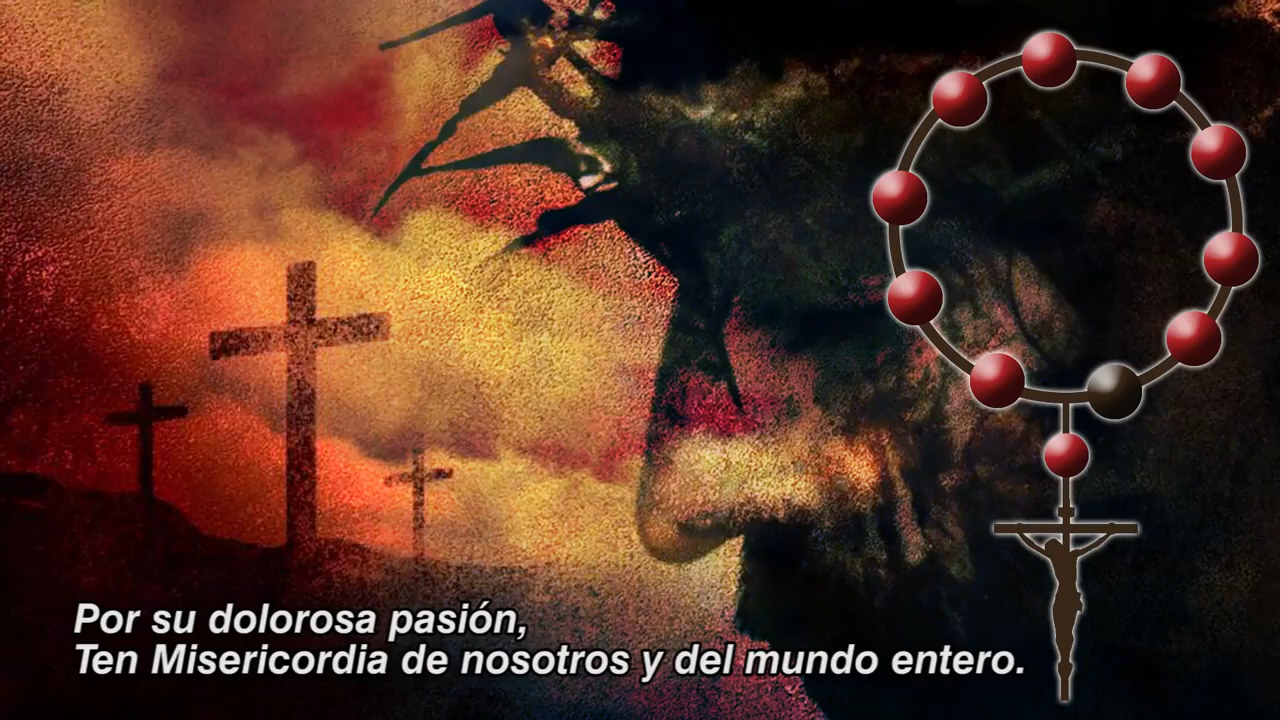 Por su dolorosa pasión,
Ten Misericordia de nosotros y del mundo entero.